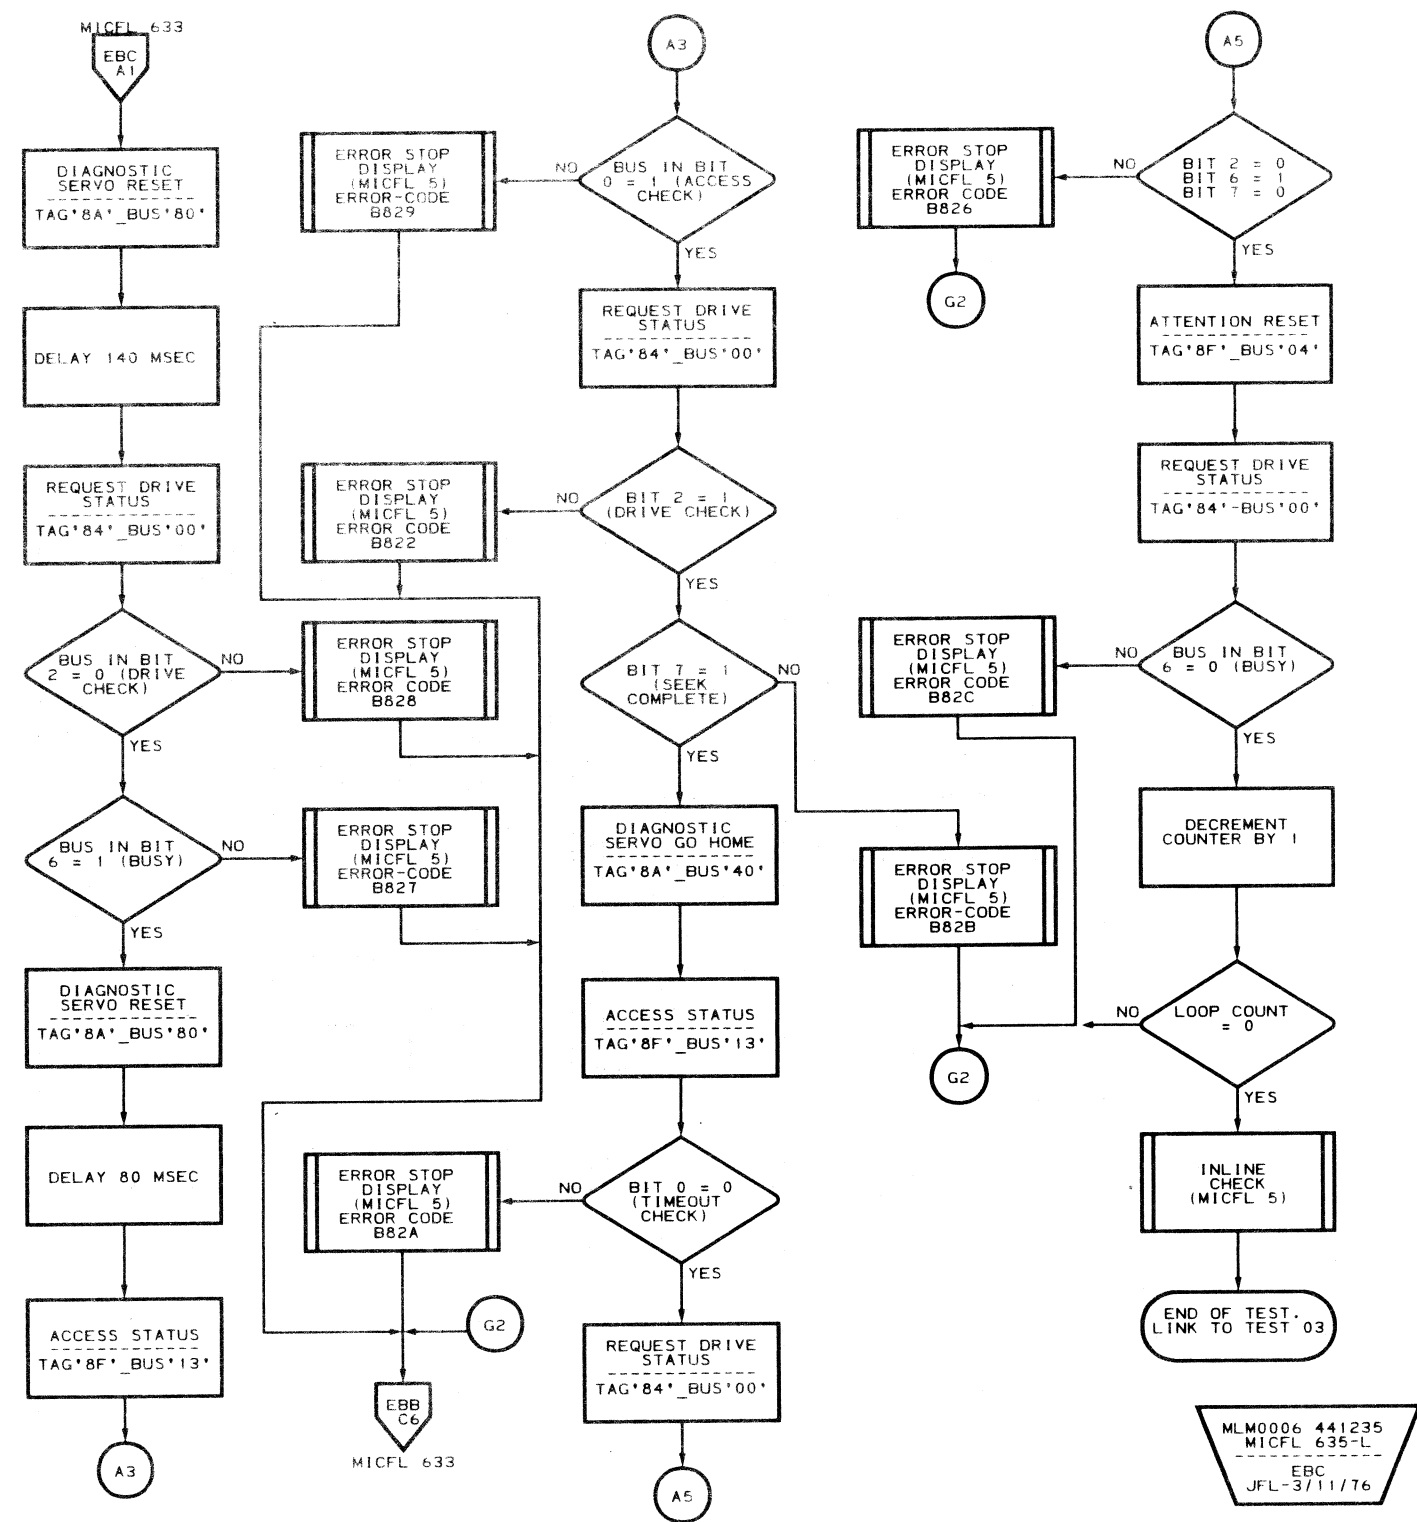 MICFL 633
EBC
A1
DIAGNOSTIC
SERVO RESET
TAG'8A'_BUS'80'
DELAY 140 MSEC
REQUEST DRIVE
STATUS
TAG'84'_BUS'00'
BUS IN BIT
2 = 0 (DRIVE
CHECK)
NO
YES
BUS IN BIT
6 = 1 (BUSY)
NO
YES
DIAGNOSTIC
SERVO RESET
TAG'8A'_BUS'80'
DELAY 80 MSEC
ACCESS STATUS
TAG'8F'_BUS'13'
A3
ERROR STOP
DISPLAY
(MICFL 5)
ERROR-CODE
B829
ERROR STOP
DISPLAY
(MICFL 5)
ERROR CODE
B822
ERROR STOP
DISPLAY
(MICFL 5)
ERROR CODE
B828
ERROR STOP
DISPLAY
(MICFL 5)
ERROR-CODE
B827
ERROR STOP
DISPLAY
(MICFL 5)
ERROR CODE
B82A
G2
EBB
C6
MICFL 633
A3
BUS IN BIT
0 = 1 (ACCESS
CHECK)
NO
YES
REQUEST DRIVE
STATUS
TAG'84'_BUS'00'
BIT 2 = 1
(DRIVE CHECK)
NO
YES
BIT 7 = 1
(SEEK
COMPLETE)
NO
YES
DIAGNOSTIC
SERVO GO HOME
TAG'8A'_BUS'40'
ACCESS STATUS
TAG'8F'_BUS'13'
BIT 0 = 0
(TIMEOUT
CHECK)
NO
YES
REQUEST DRIVE
STATUS
TAG'84'_BUS'00'
A5
ERROR STOP
DISPLAY
(MICFL 5)
ERROR CODE
B826
G2
ERROR STOP
DISPLAY
(MICFL 5)
ERROR CODE
B82C
ERROR STOP
DISPLAY
(MICFL 5)
ERROR-CODE
B82B
G2
A5
BIT 2 = 0
BIT 6 = 1
BIT 7 = 0
NO
YES
ATTENTION RESET
TAG'8F'_BUS'04'
REQUEST DRIVE
STATUS
TAG'84'-BUS'00'
BUS IN BIT
6 = 0 (BUSY)
NO
YES
DECREMENT
COUNTER BY 1
LOOP COUNT
= 0
NO
YES
INLINE
CHECK
(MICFL 5)
END OF TEST.
LINK TO TEST 03
MLM0006 441235
MICFL 635-L
EBC
JFL-3/11/76